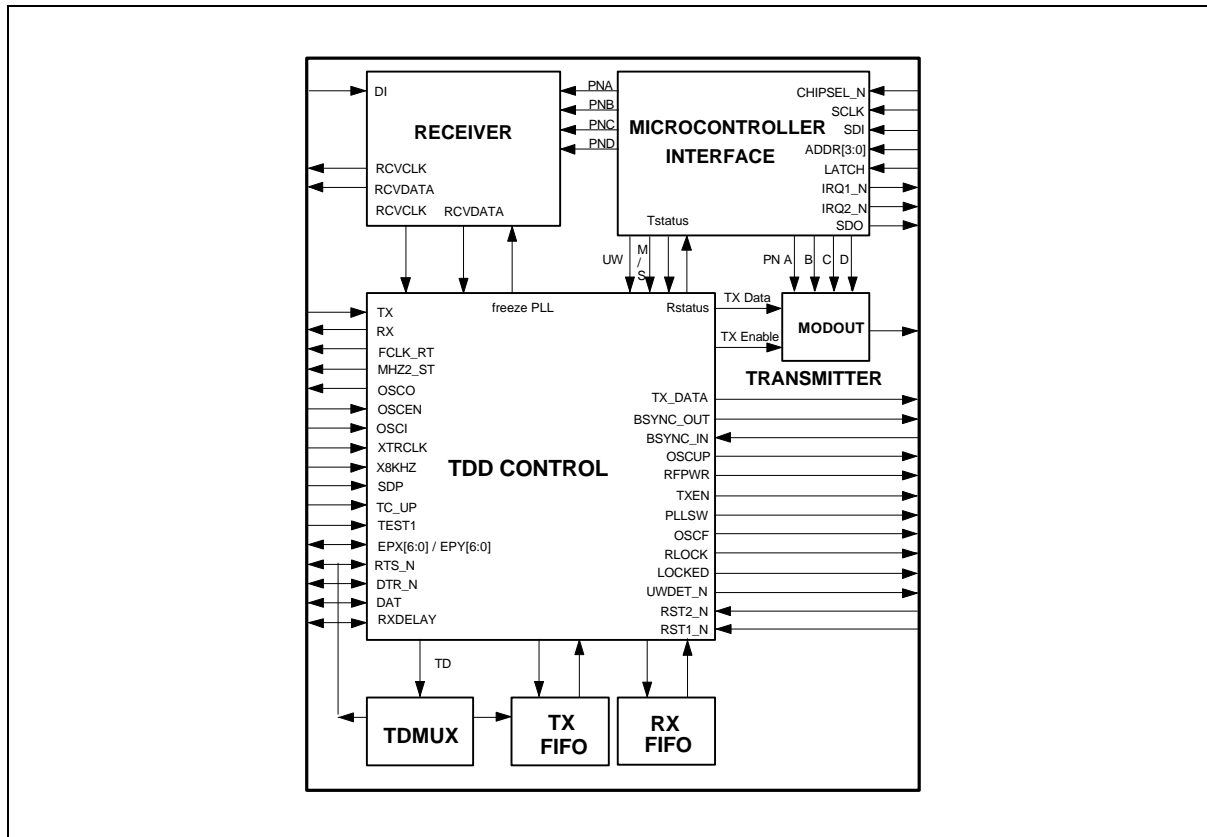 DI
RECEIVER
RCVCLK
RCVDATA
RCVCLK
RCVDATA
PNA
PNB
PNC
PND
MICROCONTROLLER
INTERFACE
Tstatus
CHIPSEL_N
SCLK
SDI
ADDR[3:0]
LATCH
IRQ1_N
IRQ2_N
SDO
UW
M
/
S
PN A
B
C
D
freeze PLL
Rstatus
TX Data
TX Enable
MODOUT
TRANSMITTER
TX
RX
FCLK_RT
MHZ2_ST
OSCO
OSCEN
OSCI
XTRCLK
X8KHZ
SDP
TC_UP
TEST1
EPX[6:0] / EPY[6:0]
RTS_N
DTR_N
DAT
RXDELAY
TDD CONTROL
TX_DATA
BSYNC_OUT
BSYNC_IN
OSCUP
RFPWR
TXEN
PLLSW
OSCF
RLOCK
LOCKED
UWDET_N
RST2_N
RST1_N
TD
TDMUX
TX
FIFO
RX
FIFO